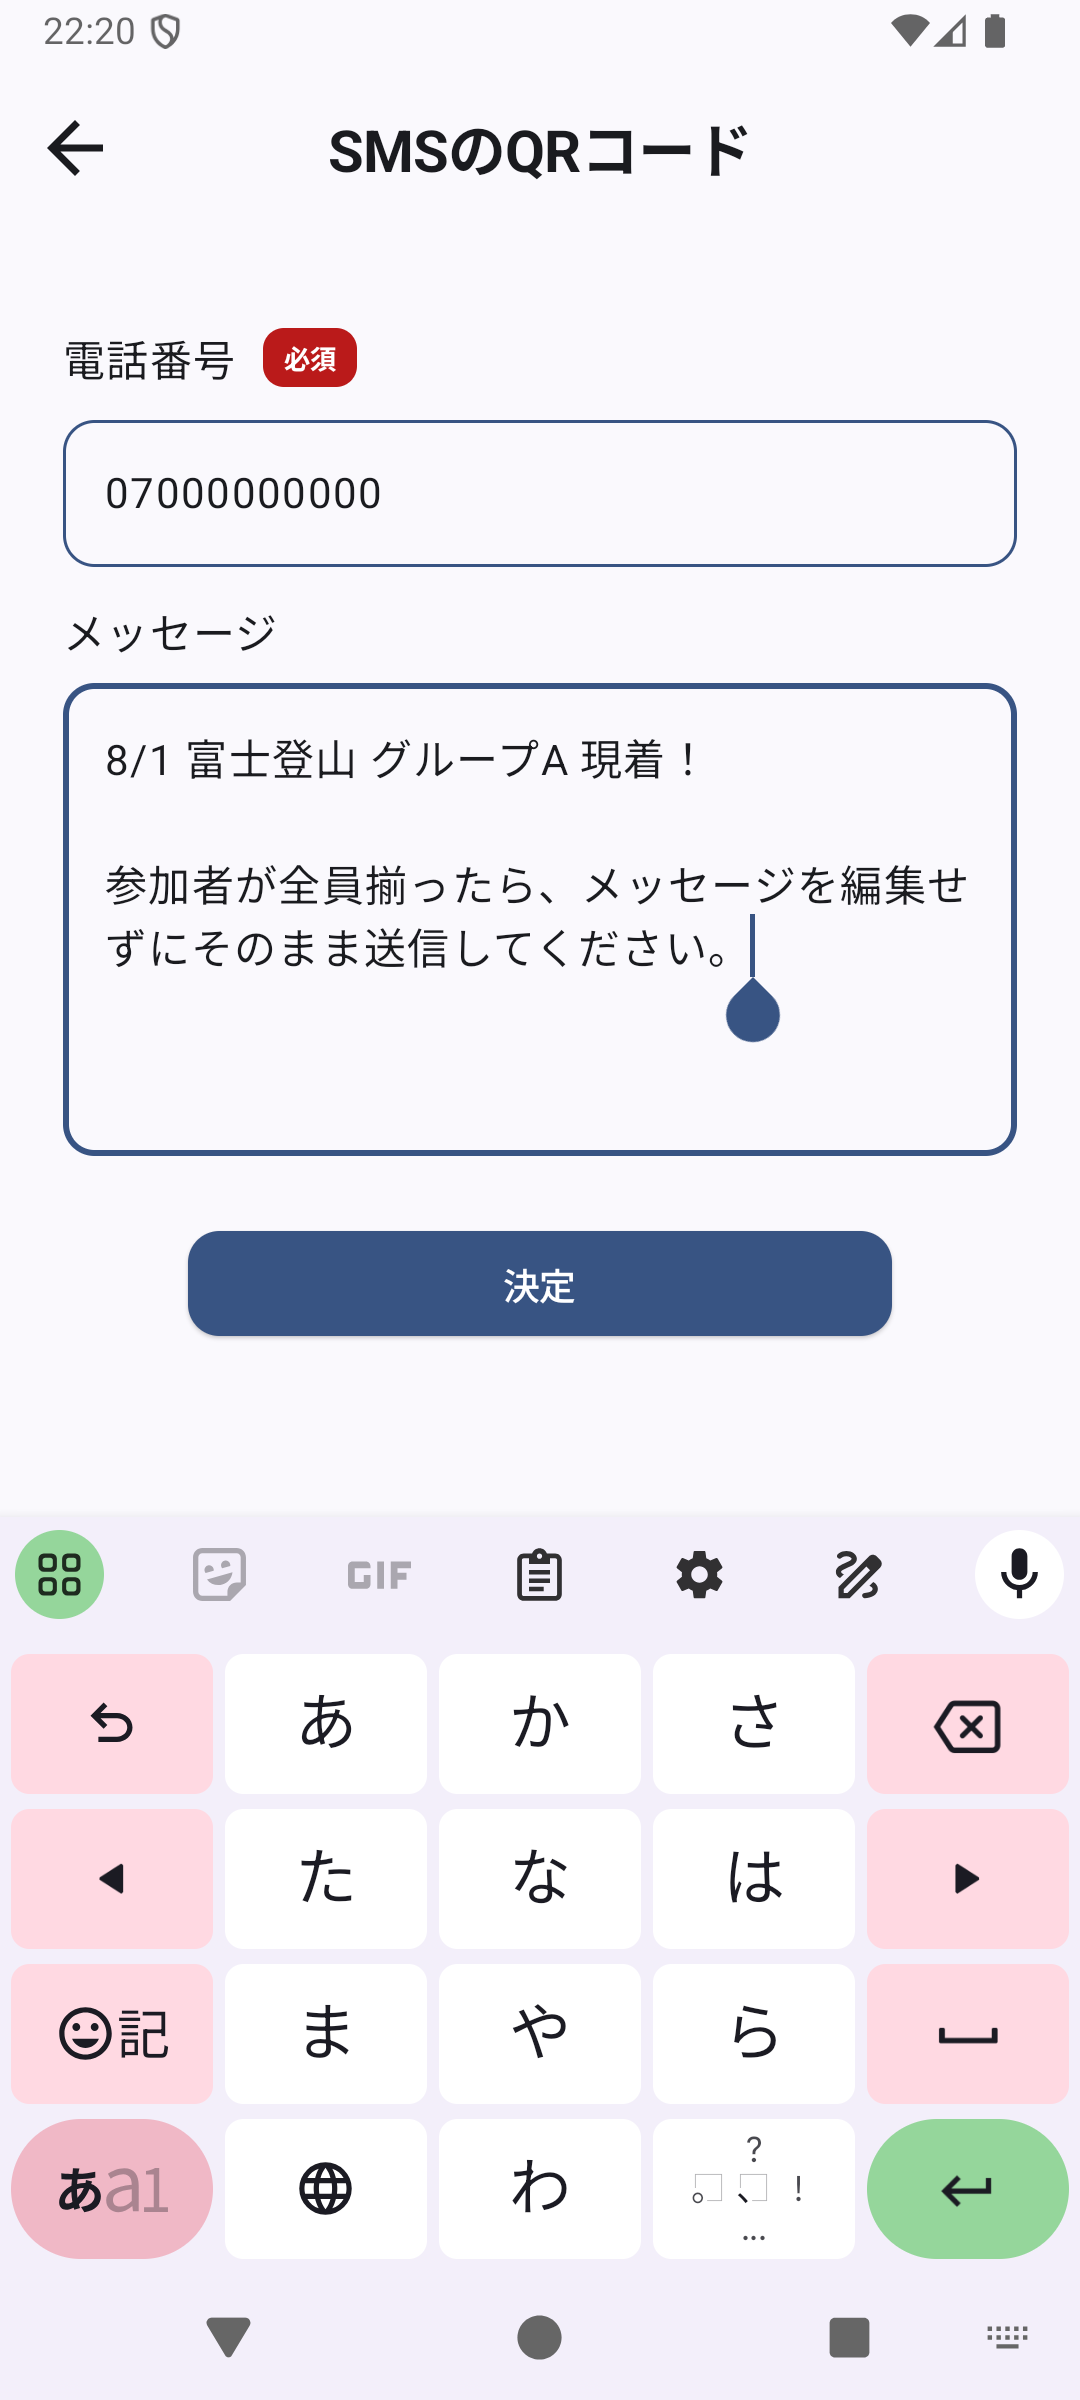 22:20
SMSのQRコード
電話番号 必須
07000000000
メッセージ
8/1 富士登山 グループA 現着！
参加者が全員揃ったら、メッセージを編集せ
ずにそのまま送信してください。
決定
GIF
あ か さ
た な は
記 ま や ら
あa1 わ 。、?!…